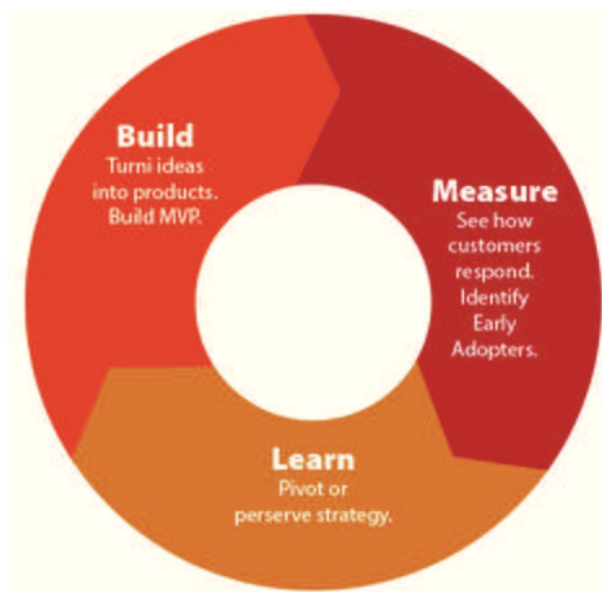 Build
Turni ideas
into products.
Build MVP.
Measure
See how
customers
respond.
Identify
Early
Adopters.
Learn
Pivot or
perserve strategy.